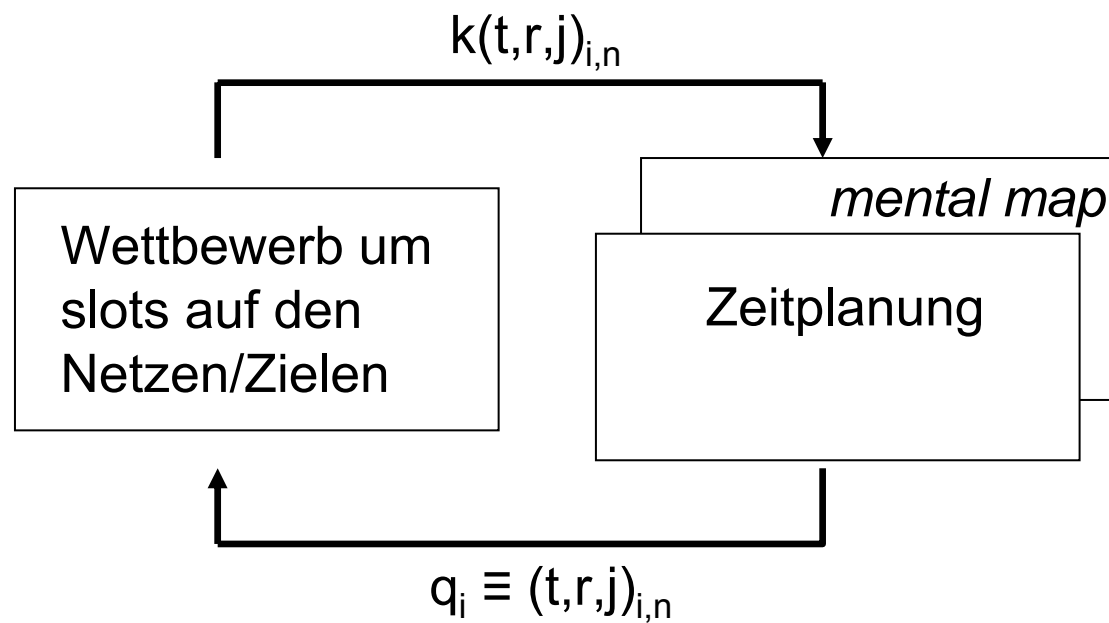 k(t,r,j)i,n
mental map
Wettbewerb um
slots auf den
Netzen/Zielen
Zeitplanung
qi ≡ (t,r,j)i,n